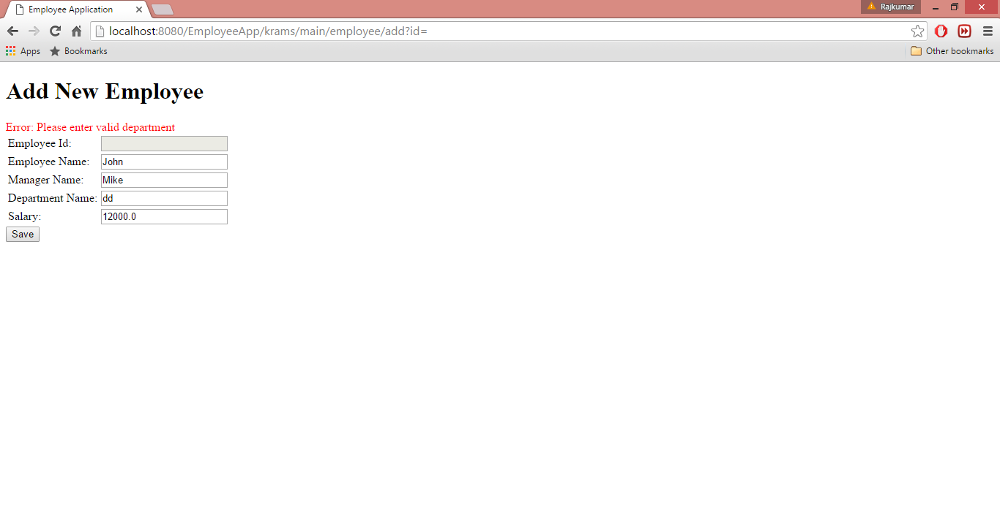 Employee Application
Rajkumar
localhost:8080/EmployeeApp/krams/main/employee/add?id=
Apps Bookmarks Other bookmarks
Add New Employee
Error: Please enter valid department
Employee Id:
Employee Name: John
Manager Name: Mike
Department Name: dd
Salary: 12000.0
Save